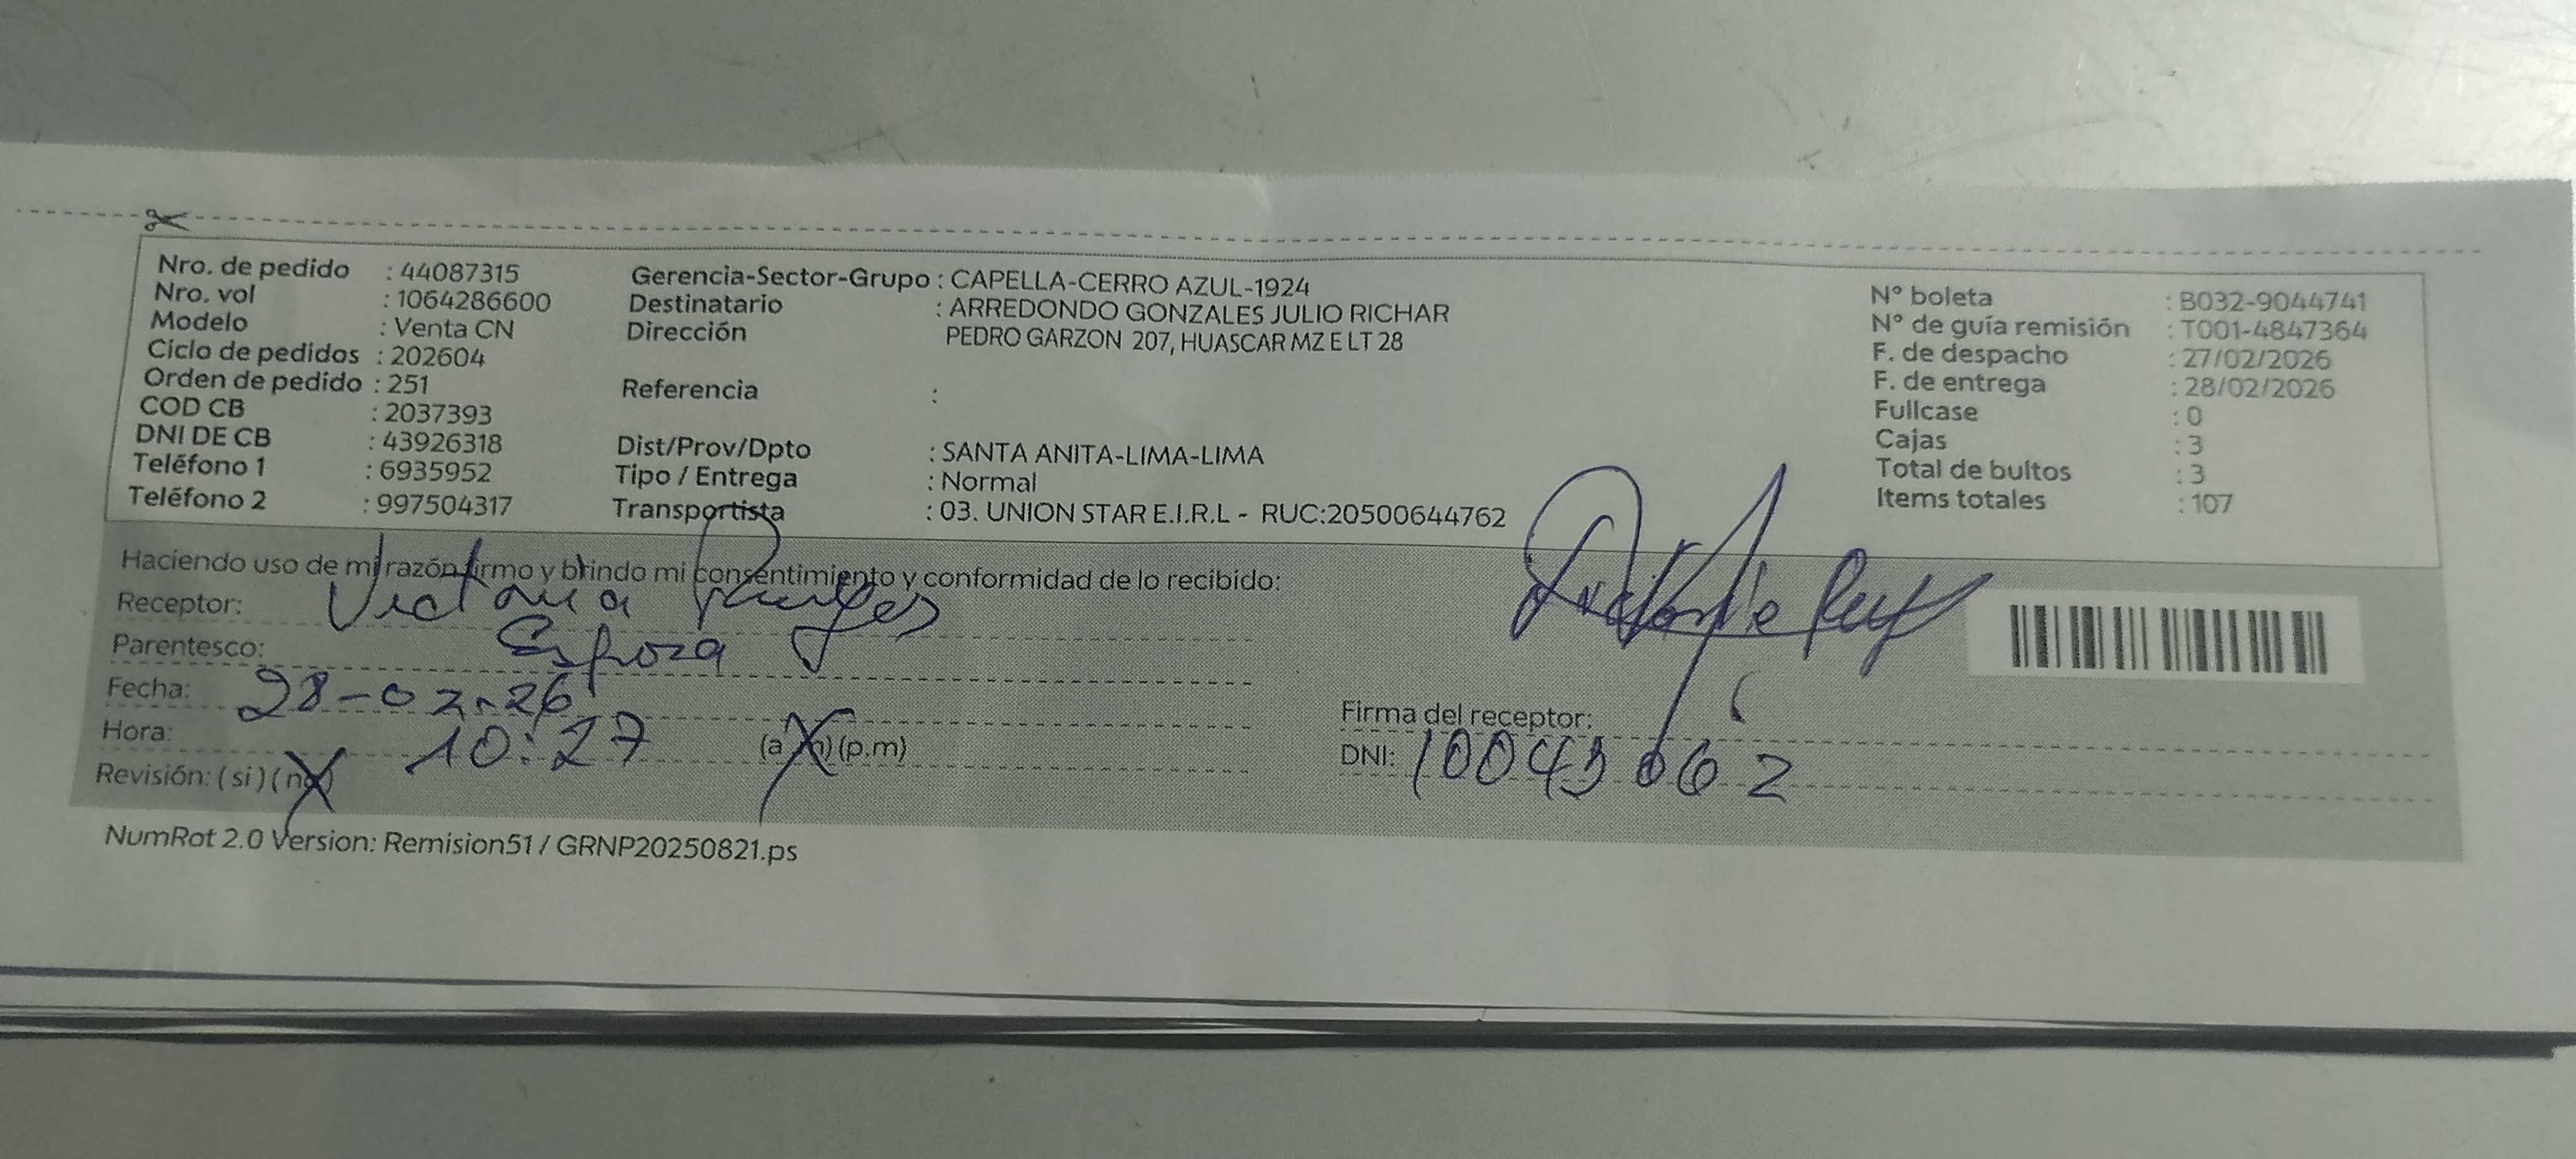 Nro. de pedido : 44087315
Nro. vol : 1064286600
Modelo : Venta CN
Ciclo de pedidos : 202604
Orden de pedido : 251
COD CB : 2037393
DNI DE CB : 43926318
Teléfono 1 : 6935952
Teléfono 2 : 997504317
Gerencia-Sector-Grupo : CAPELLA-CERRO AZUL-1924
Destinatario : ARREDONDO GONZALES JULIO RICHAR
Dirección PEDRO GARZON 207, HUASCAR MZ E LT 28
Referencia :
Dist/Prov/Dpto : SANTA ANITA-LIMA-LIMA
Tipo / Entrega : Normal
Transportista : 03. UNION STAR E.I.R.L - RUC:20500644762
N° boleta : B032-9044741
N° de guía remisión : T001-4847364
F. de despacho : 27/02/2026
F. de entrega : 28/02/2026
Fullcase : 0
Cajas : 3
Total de bultos : 3
Items totales : 107
Haciendo uso de mi razón firmo y brindo mi consentimiento y conformidad de lo recibido:
Receptor: Victoria
Parentesco: Espoza
Fecha: 28-02-26
Hora: 10:27 (a.m)(p.m)
Revisión: (si) (no)
Firma del receptor:
DNI:
NumRot 2.0 Version: Remision51 / GRNP20250821.ps